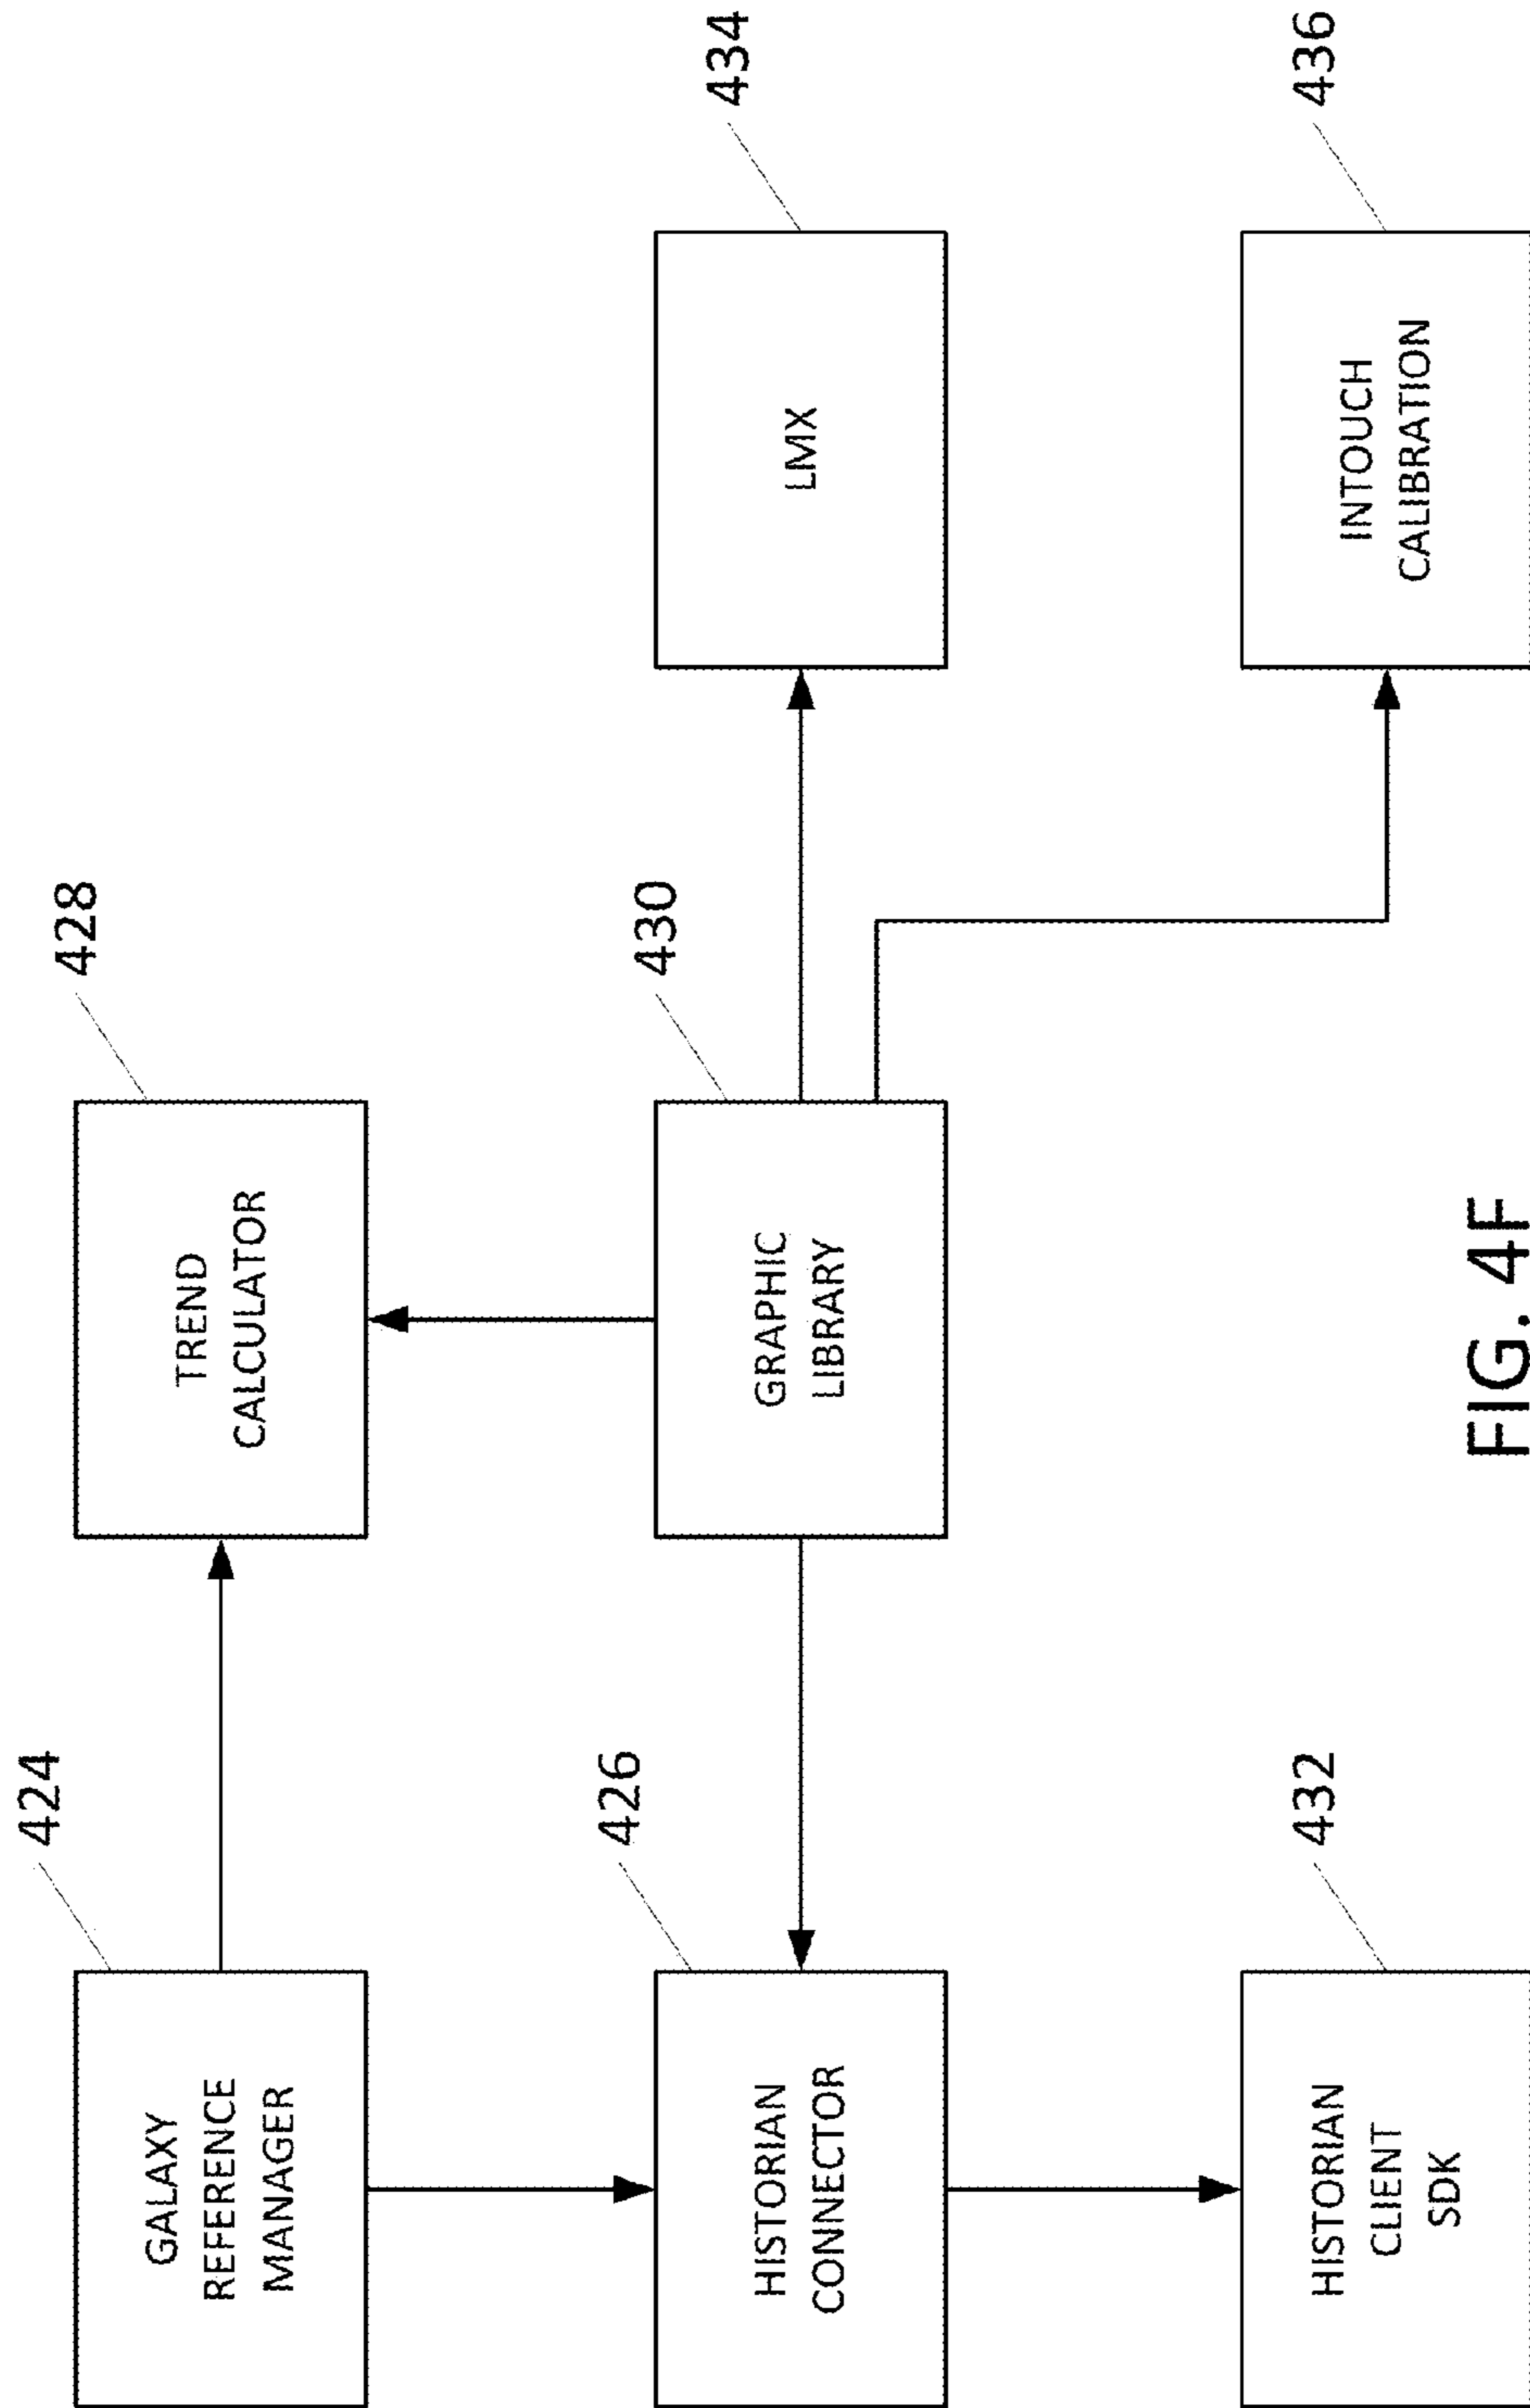 424
GALAXY
REFERENCE
MANAGER
428
TREND
CALCULATOR
426
HISTORIAN
CONNECTOR
430
GRAPHIC
LIBRARY
434
LMX
432
HISTORIAN
CLIENT
SDK
436
INTOUCH
CALIBRATION
FIG. 4F